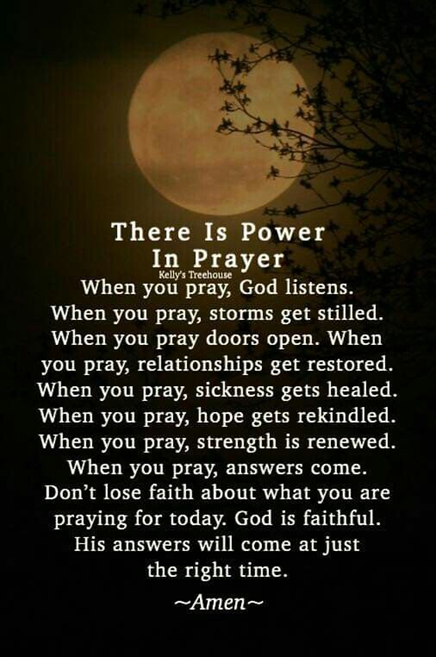 There Is Power
In Prayer
Kelly's Treehouse
When you pray, God listens.
When you pray, storms get stilled.
When you pray doors open. When
you pray, relationships get restored.
When you pray, sickness gets healed.
When you pray, hope gets rekindled.
When you pray, strength is renewed.
When you pray, answers come.
Don't lose faith about what you are
praying for today. God is faithful.
His answers will come at just
the right time.
~Amen~